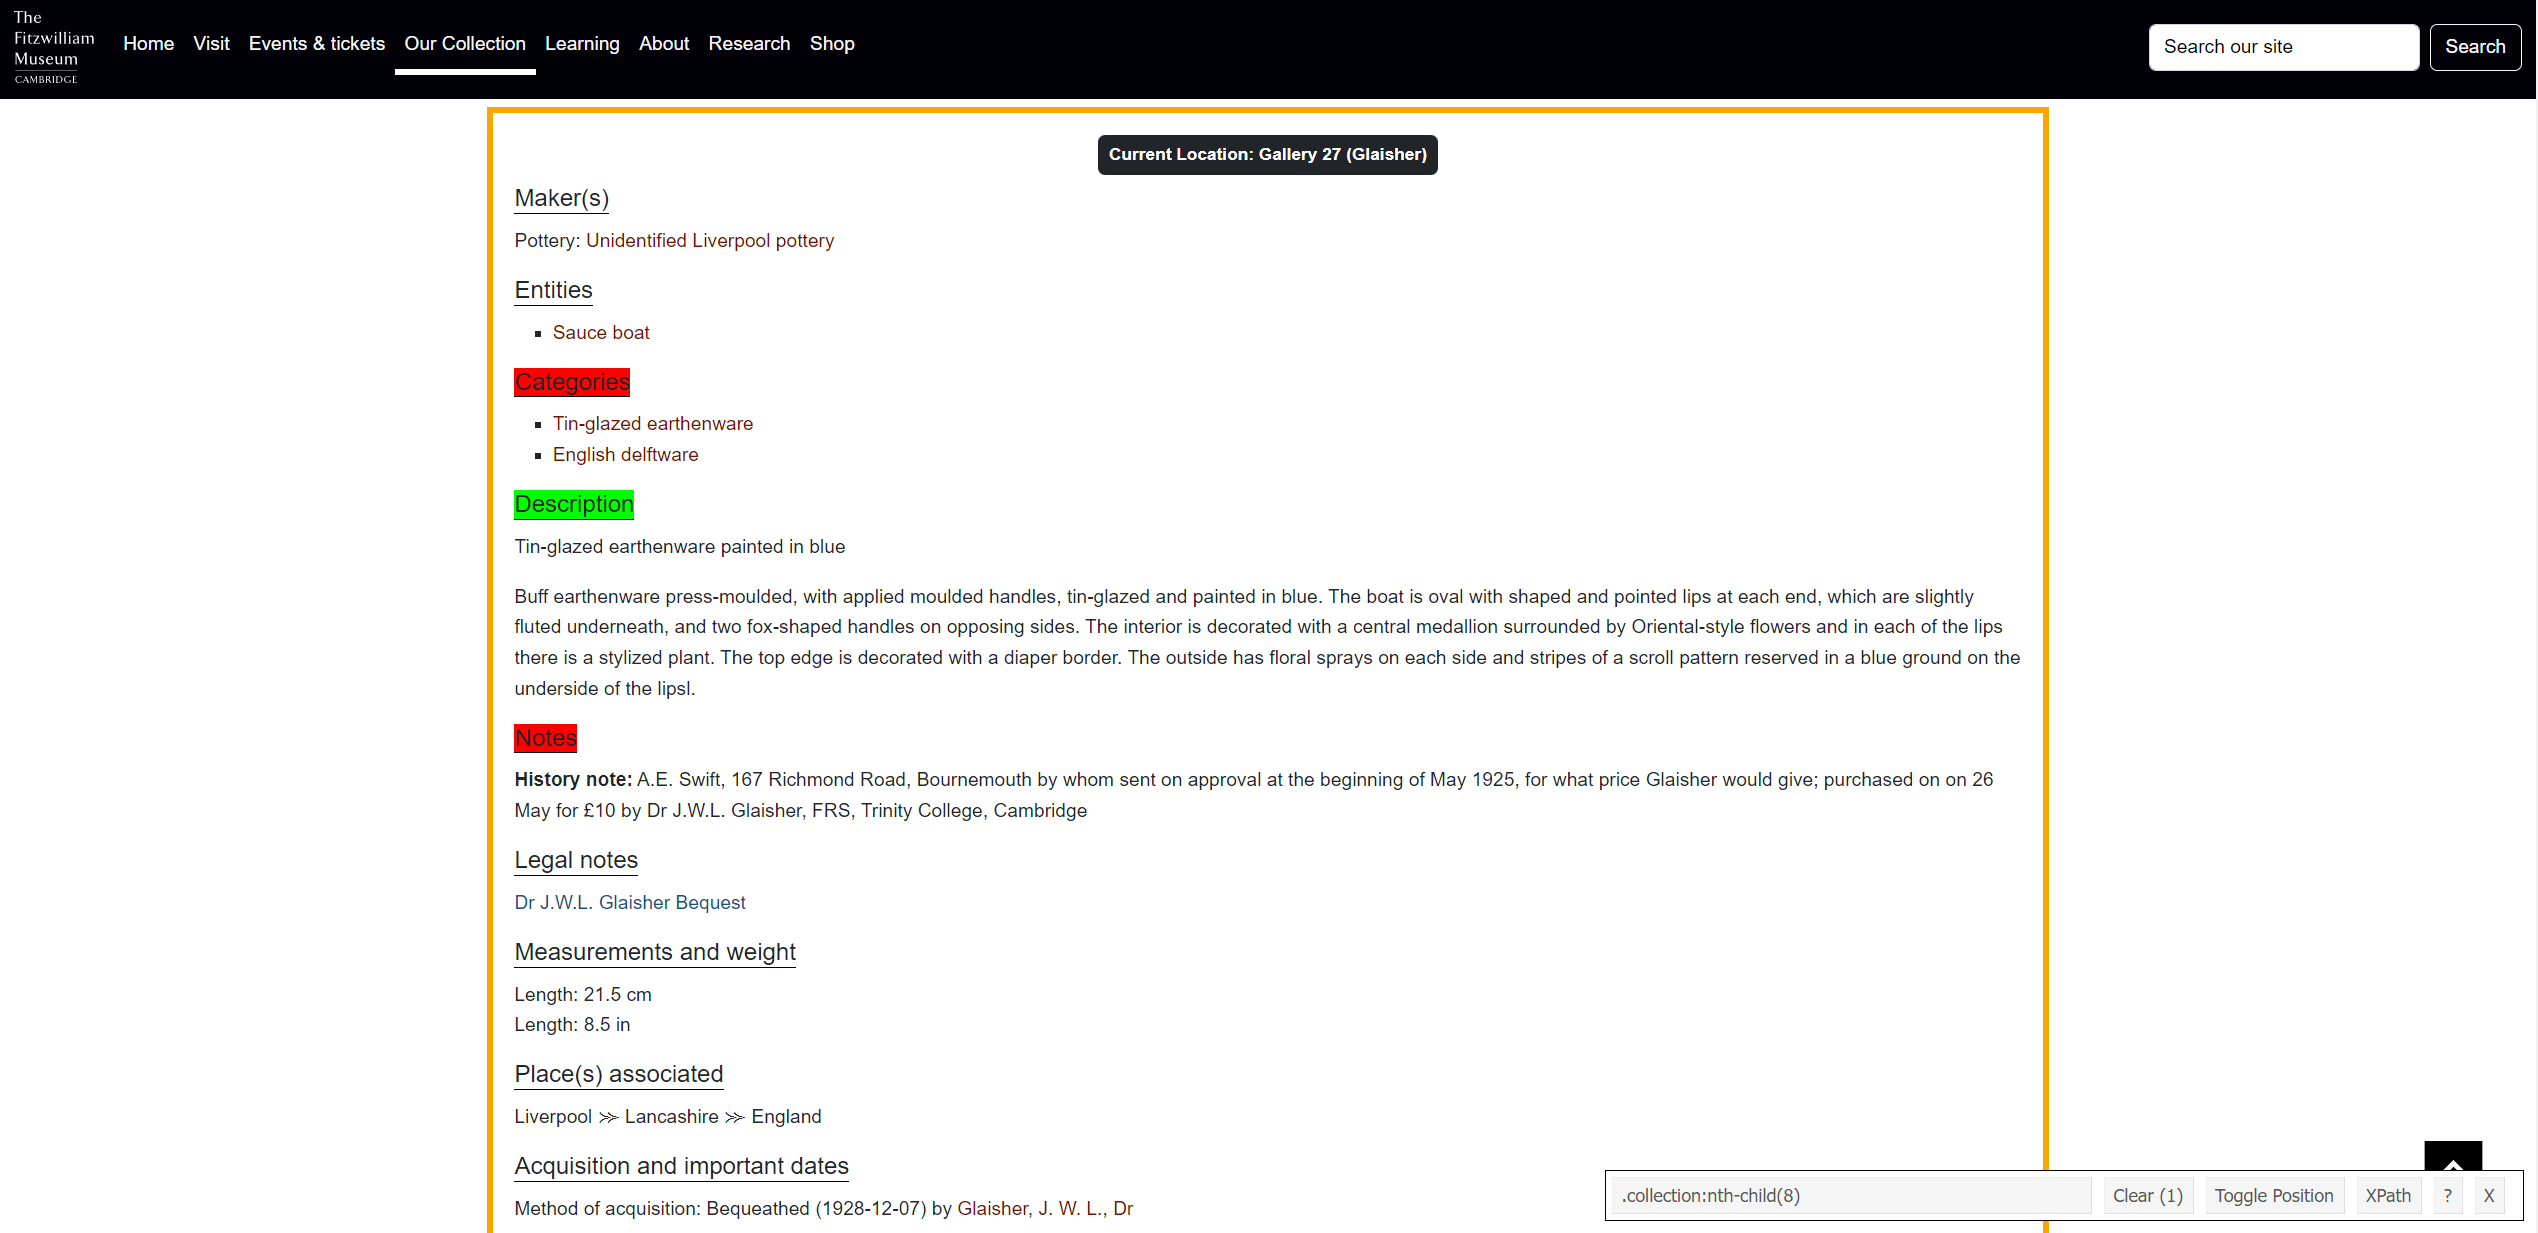 The
Fitzwilliam
Museum
CAMBRIDGE
Home Visit Events & tickets Our Collection Learning About Research Shop
Search our site Search
Current Location: Gallery 27 (Glaisher)
Maker(s)
Pottery: Unidentified Liverpool pottery
Entities
Sauce boat
Categories
Tin-glazed earthenware
English delftware
Description
Tin-glazed earthenware painted in blue
Buff earthenware press-moulded, with applied moulded handles, tin-glazed and painted in blue. The boat is oval with shaped and pointed lips at each end, which are slightly
fluted underneath, and two fox-shaped handles on opposing sides. The interior is decorated with a central medallion surrounded by Oriental-style flowers and in each of the lips
there is a stylized plant. The top edge is decorated with a diaper border. The outside has floral sprays on each side and stripes of a scroll pattern reserved in a blue ground on the
underside of the lipsl.
Notes
History note: A.E. Swift, 167 Richmond Road, Bournemouth by whom sent on approval at the beginning of May 1925, for what price Glaisher would give; purchased on on 26
May for £10 by Dr J.W.L. Glaisher, FRS, Trinity College, Cambridge
Legal notes
Dr J.W.L. Glaisher Bequest
Measurements and weight
Length: 21.5 cm
Length: 8.5 in
Place(s) associated
Liverpool ⪼ Lancashire ⪼ England
Acquisition and important dates
Method of acquisition: Bequeathed (1928-12-07) by Glaisher, J. W. L., Dr
.collection:nth-child(8) Clear (1) Toggle Position XPath ? X